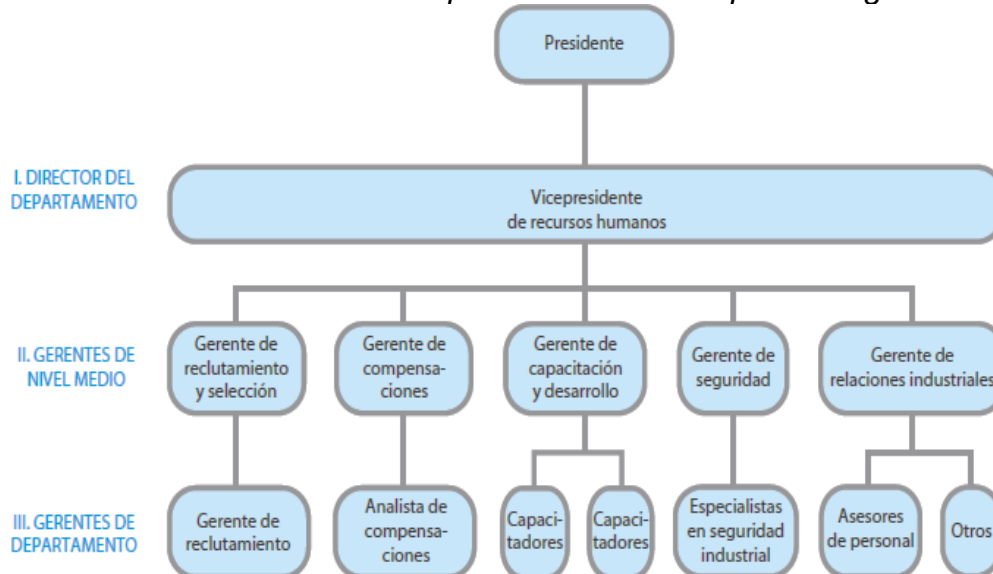 Presidente
I. DIRECTOR DEL
DEPARTAMENTO
Vicepresidente
de recursos humanos
II. GERENTES DE
NIVEL MEDIO
Gerente de
reclutamiento
y selección
Gerente de
compensa-
ciones
Gerente de
capacitación
y desarrollo
Gerente de
seguridad
Gerente de
relaciones industriales
III. GERENTES DE
DEPARTAMENTO
Gerente de
reclutamiento
Analista de
compensa-
ciones
Capaci-
tadores
Capaci-
tadores
Especialistas
en seguridad
industrial
Asesores
de personal
Otros